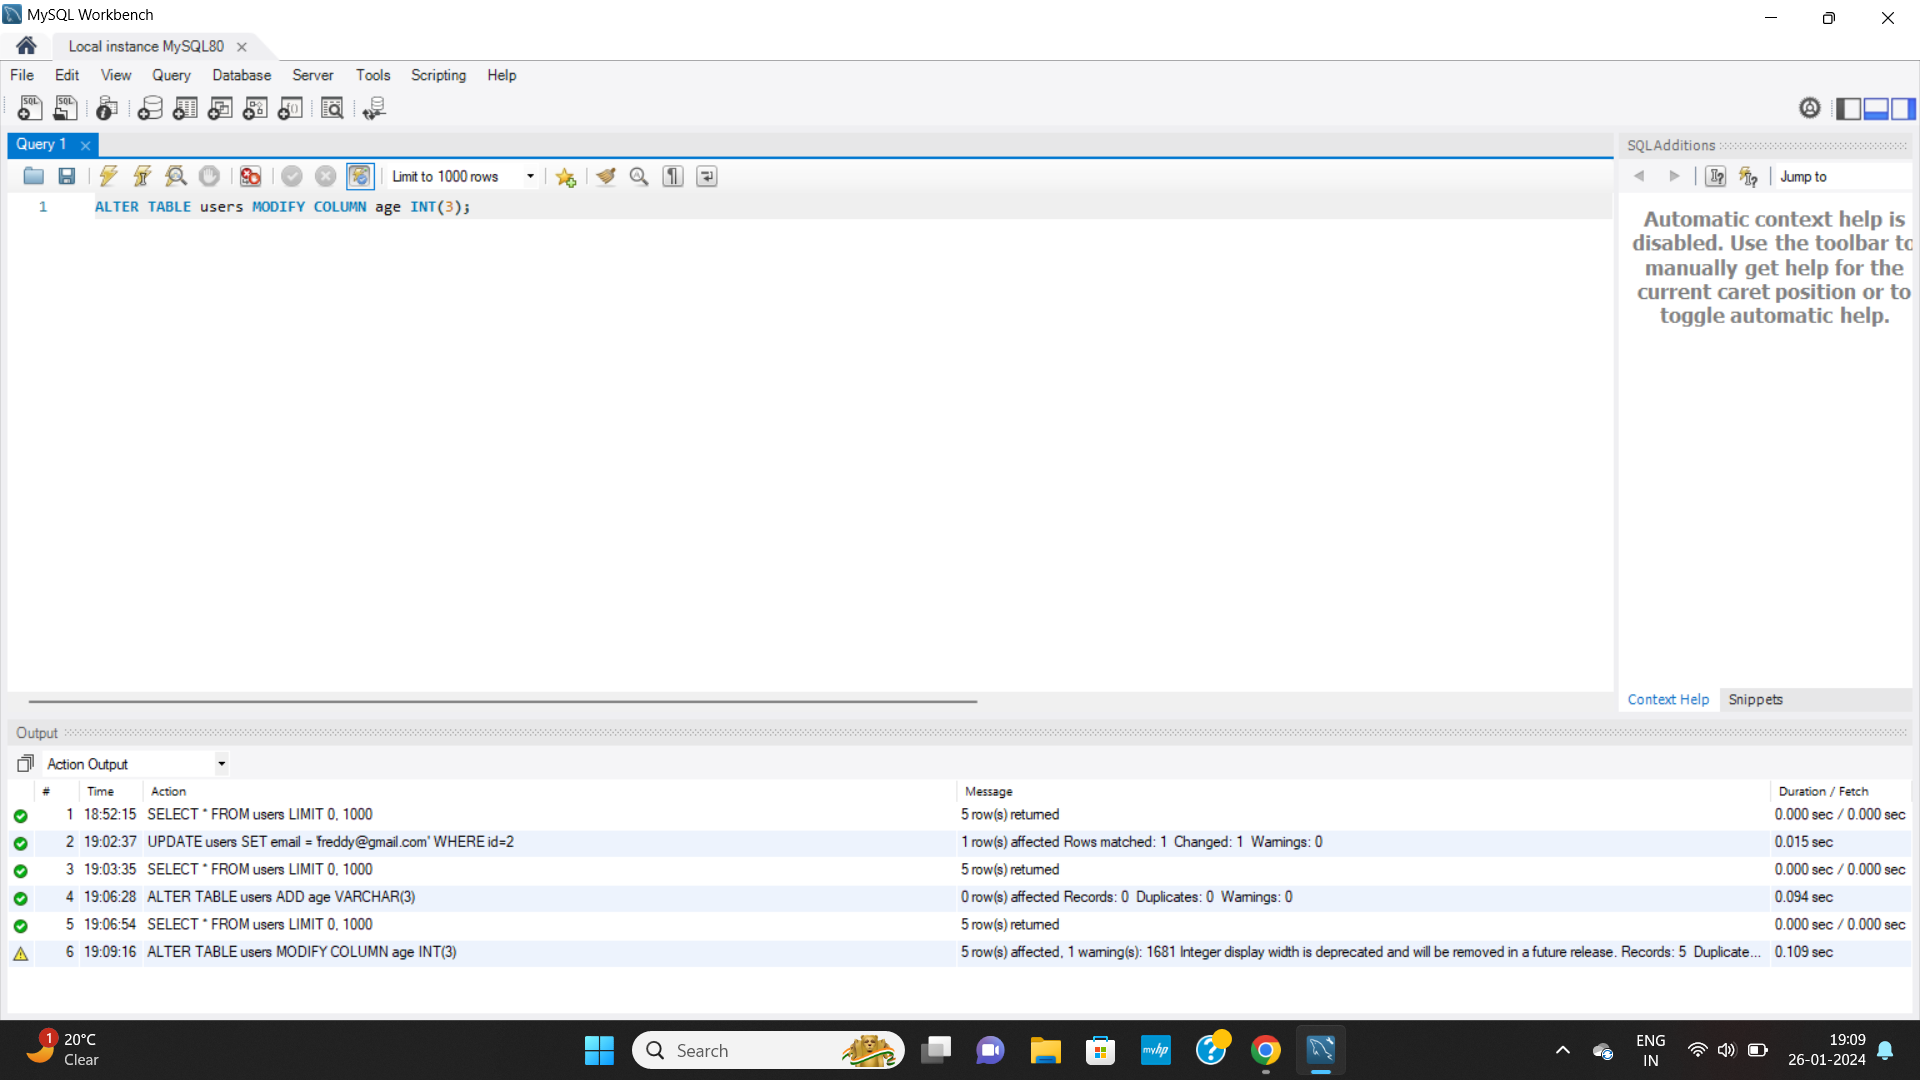 MySQL Workbench
Local instance MySQL80
File Edit View Query Database Server Tools Scripting Help
Query 1
SQLAdditions
Limit to 1000 rows
Jump to
1 ALTER TABLE users MODIFY COLUMN age INT(3);
Automatic context help is
disabled. Use the toolbar to
manually get help for the
current caret position or to
toggle automatic help.
Context Help Snippets
Output
Action Output
# Time Action Message Duration / Fetch
1 18:52:15 SELECT * FROM users LIMIT 0, 1000 5 row(s) returned 0.000 sec / 0.000 sec
2 19:02:37 UPDATE users SET email = 'freddy@gmail.com' WHERE id=2 1 row(s) affected Rows matched: 1 Changed: 1 Warnings: 0 0.015 sec
3 19:03:35 SELECT * FROM users LIMIT 0, 1000 5 row(s) returned 0.000 sec / 0.000 sec
4 19:06:28 ALTER TABLE users ADD age VARCHAR(3) 0 row(s) affected Records: 0 Duplicates: 0 Warnings: 0 0.094 sec
5 19:06:54 SELECT * FROM users LIMIT 0, 1000 5 row(s) returned 0.000 sec / 0.000 sec
6 19:09:16 ALTER TABLE users MODIFY COLUMN age INT(3) 5 row(s) affected, 1 warning(s): 1681 Integer display width is deprecated and will be removed in a future release. Records: 5 Duplicate... 0.109 sec
1
20°C
Clear
Search
myhp
ENG
IN
19:09
26-01-2024